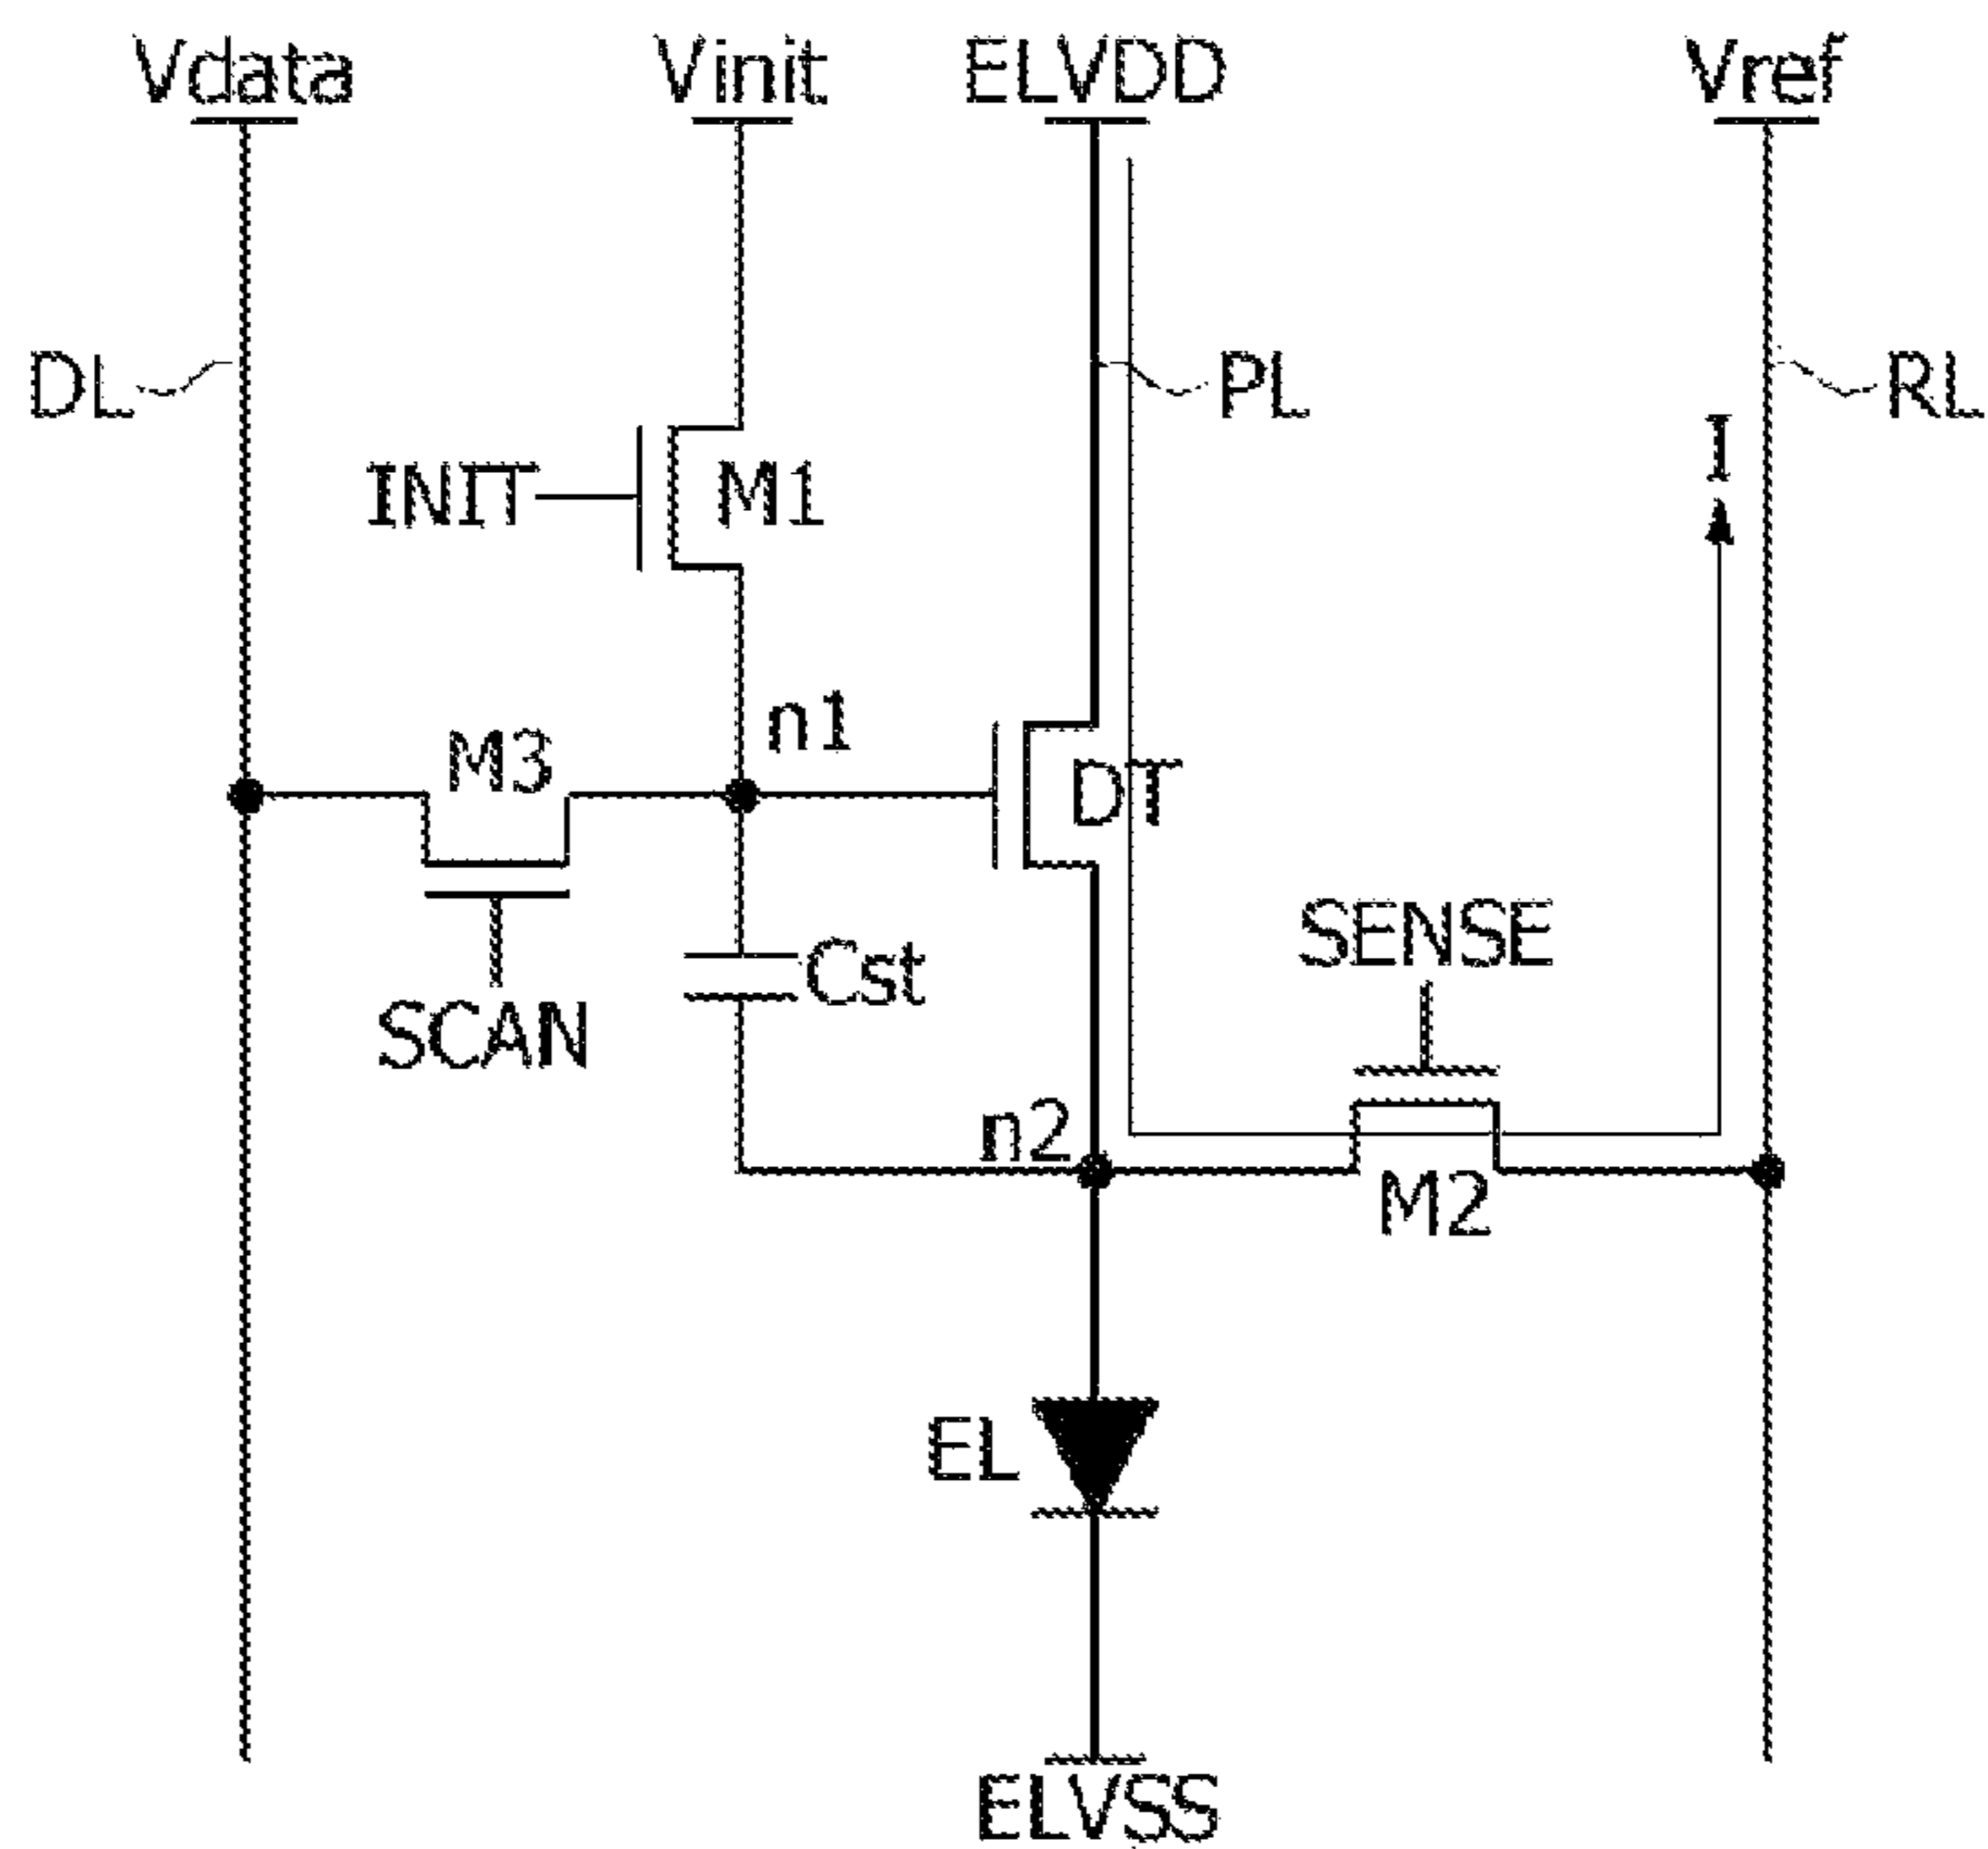 Vdata
Vinit
ELVDD
Vref
DL
PL
RL
I
INIT
M1
n1
M3
DT
SENSE
Cst
SCAN
n2
M2
EL
ELVSS